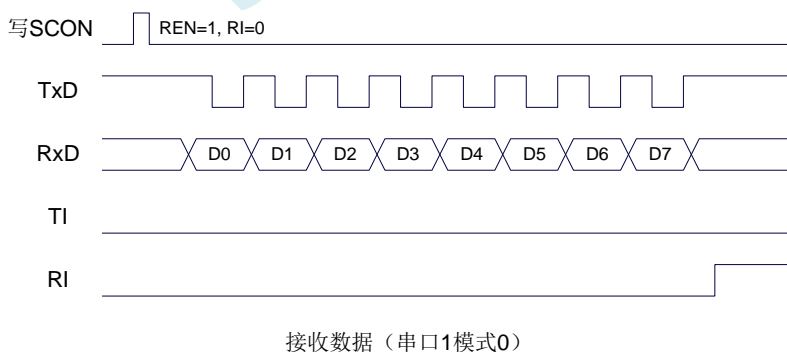 写SCON REN=1, RI=0
TxD
RxD D0 D1 D2 D3 D4 D5 D6 D7
TI
RI
接收数据（串口1模式0）